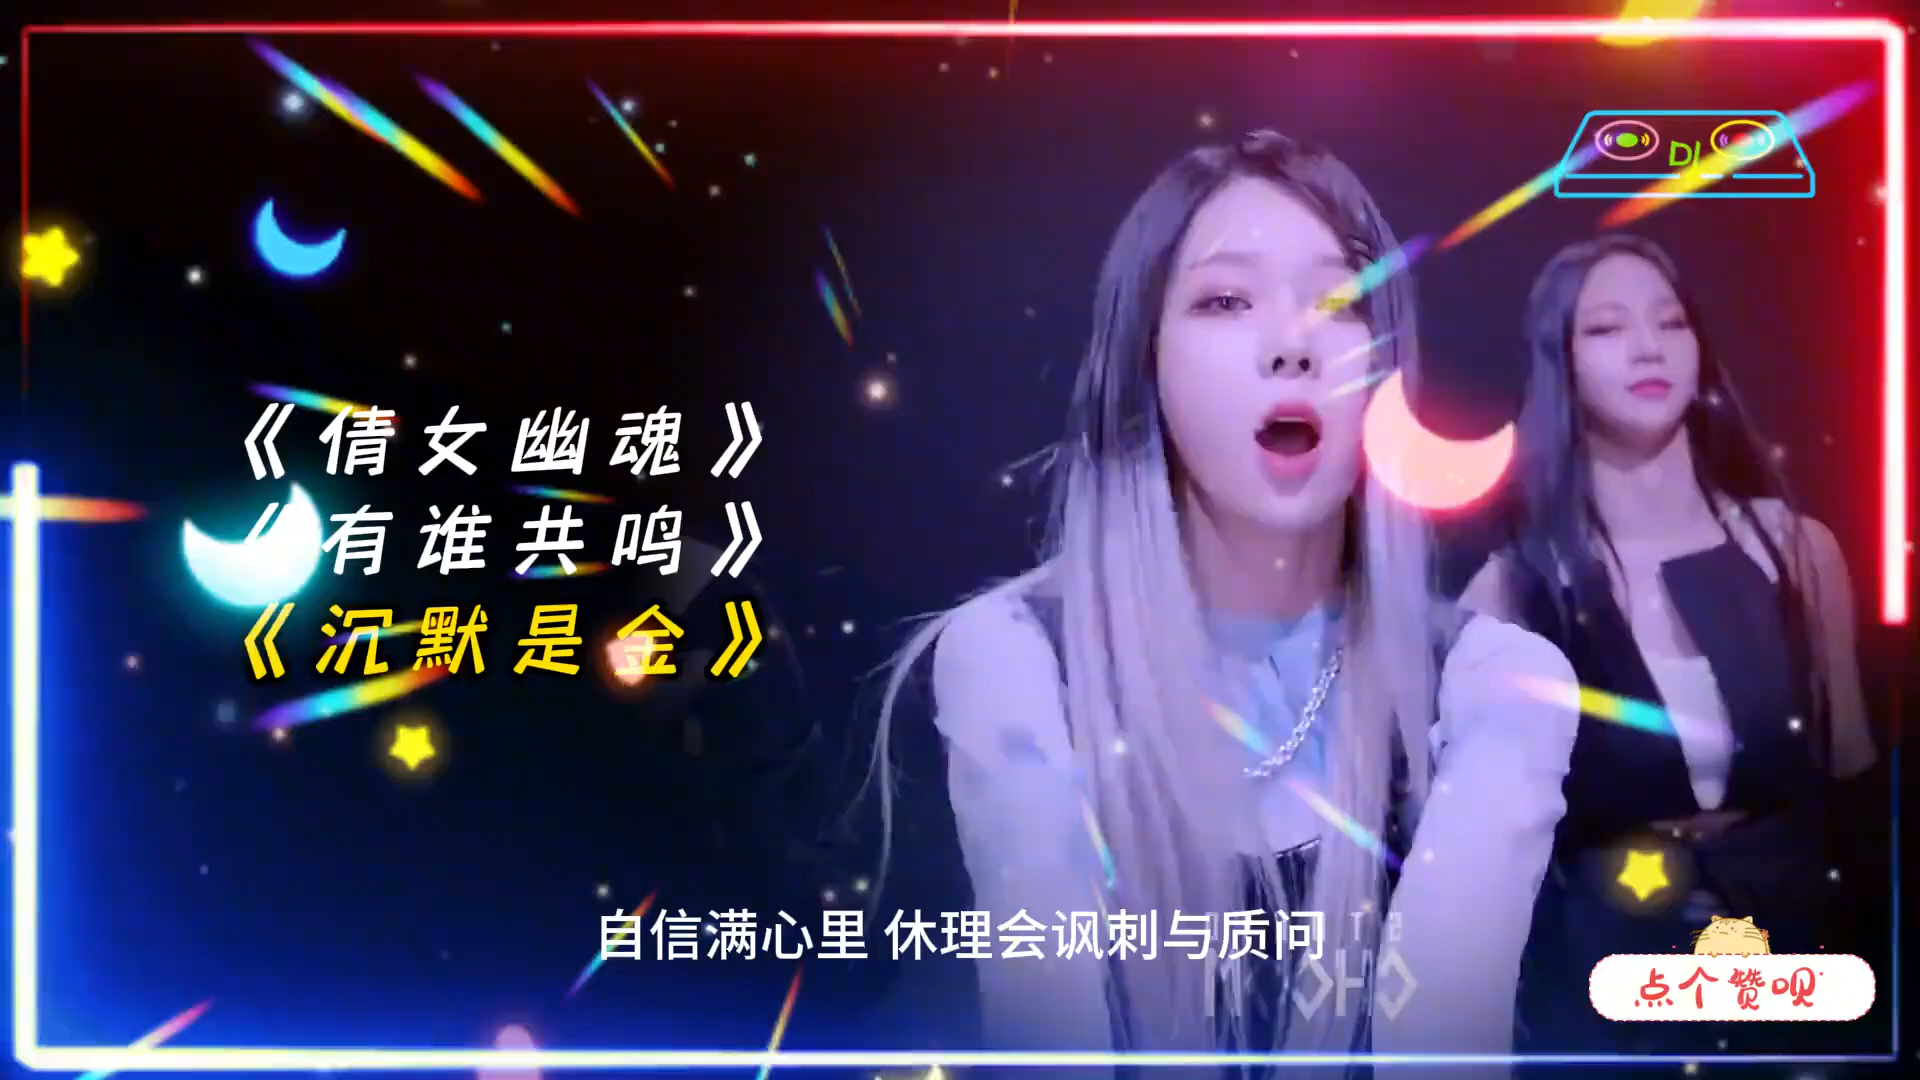 DJ
《倩女幽魂》
《有谁共鸣》
《沉默是金》
自信满心里 休理会讽刺与质问
点个赞呗